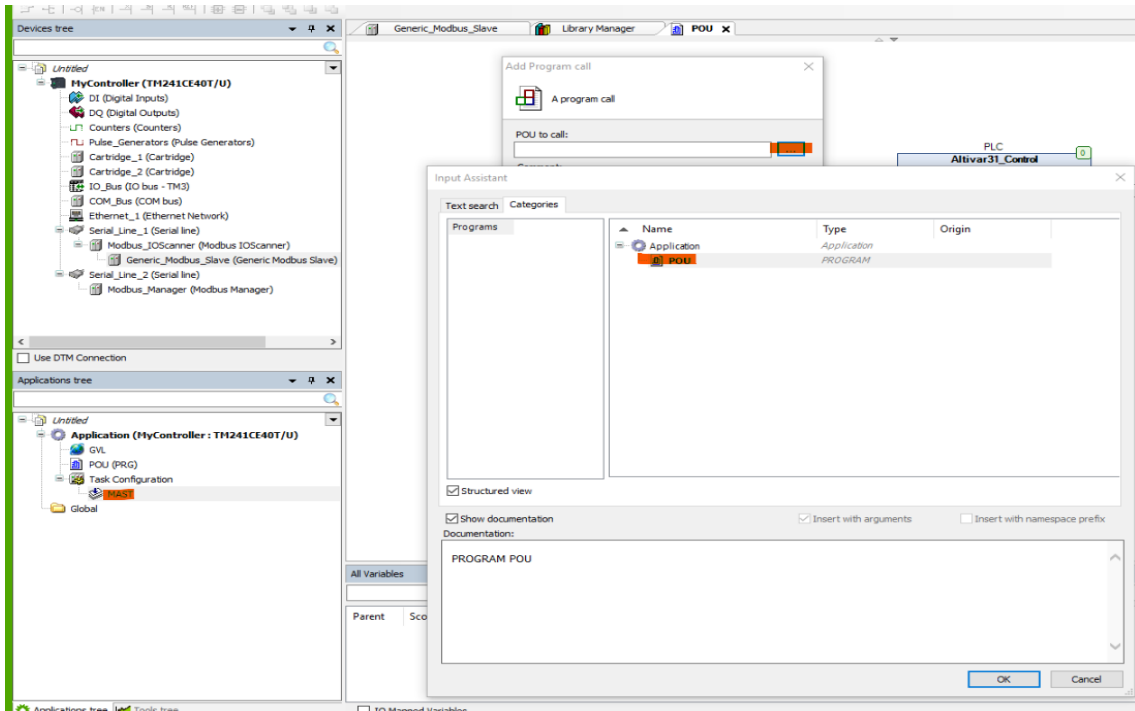 Devices tree
Untitled
MyController (TM241CE40T/U)
DI (Digital Inputs)
DQ (Digital Outputs)
Counters (Counters)
Pulse_Generators (Pulse Generators)
Cartridge_1 (Cartridge)
Cartridge_2 (Cartridge)
IO_Bus (IO bus - TM3)
COM_Bus (COM bus)
Ethernet_1 (Ethernet Network)
Serial_Line_1 (Serial line)
Modbus_IOScanner (Modbus IOScanner)
Generic_Modbus_Slave (Generic Modbus Slave)
Serial_Line_2 (Serial line)
Modbus_Manager (Modbus Manager)
Use DTM Connection
Applications tree
Untitled
Application (MyController : TM241CE40T/U)
GVL
POU (PRG)
Task Configuration
MAST
Global
Applications tree Tools tree
Generic_Modbus_Slave Library Manager POU
Add Program call
A program call
POU to call:
...
Comment:
PLC
0
Altivar31_Control
Input Assistant
Text search Categories
Programs
Name Type Origin
Application Application
POU PROGRAM
Structured view
Show documentation Insert with arguments Insert with namespace prefix
Documentation:
PROGRAM POU
OK Cancel
All Variables
Parent Sco
IO Mapped Variables